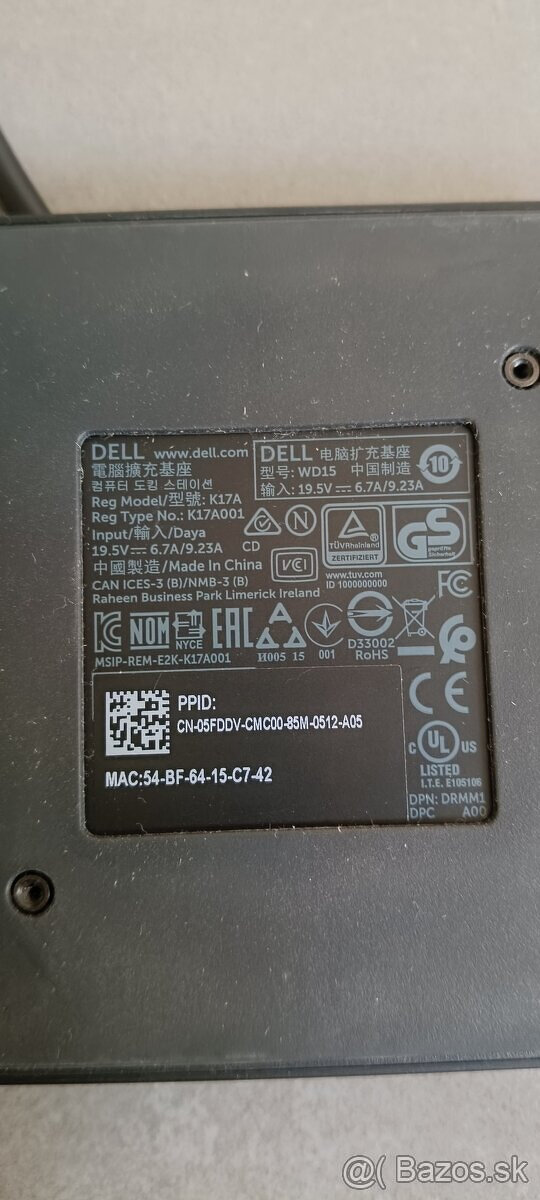 DELL www.dell.com
電腦擴充基座
컴퓨터 도킹 스테이션
Reg Model/型號: K17A
Reg Type No.: K17A001
Input/輸入/Daya
19.5V ⎓ 6.7A/9.23A CD
中國製造/Made In China
CAN ICES-3 (B)/NMB-3 (B)
Raheen Business Park Limerick Ireland
DELL 电脑扩充基座
型号: WD15 中国制造
输入: 19.5V ⎓ 6.7A/9.23A
10
N
VCI
TÜVRheinland
ZERTIFIZIERT
www.tuv.com
ID 1000000000
GS
geprüfte
Sicherheit
FC
NOM
NYCE
EAC
MSIP-REM-E2K-K17A001
И005 15
001
D33002
RoHS
PPID:
CN-05FDDV-CMC00-85M-0512-A05
MAC:54-BF-64-15-C7-42
CE
C UL US
LISTED
I.T.E. E105106
DPN: DRMM1
DPC A00
@( Bazos.sk